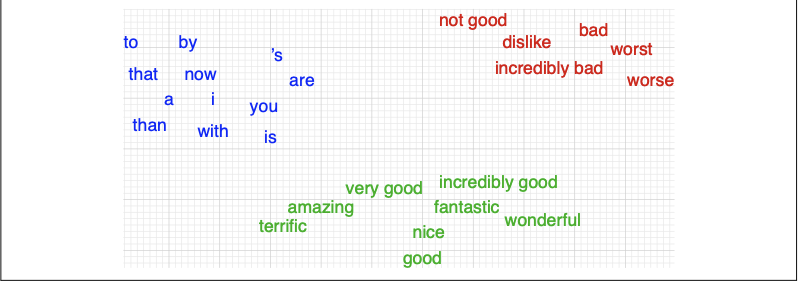 not good
bad
to by
dislike
worst
's
incredibly bad
that now
are
worse
a i
you
than
with
is
very good
incredibly good
amazing
fantastic
terrific
wonderful
nice
good